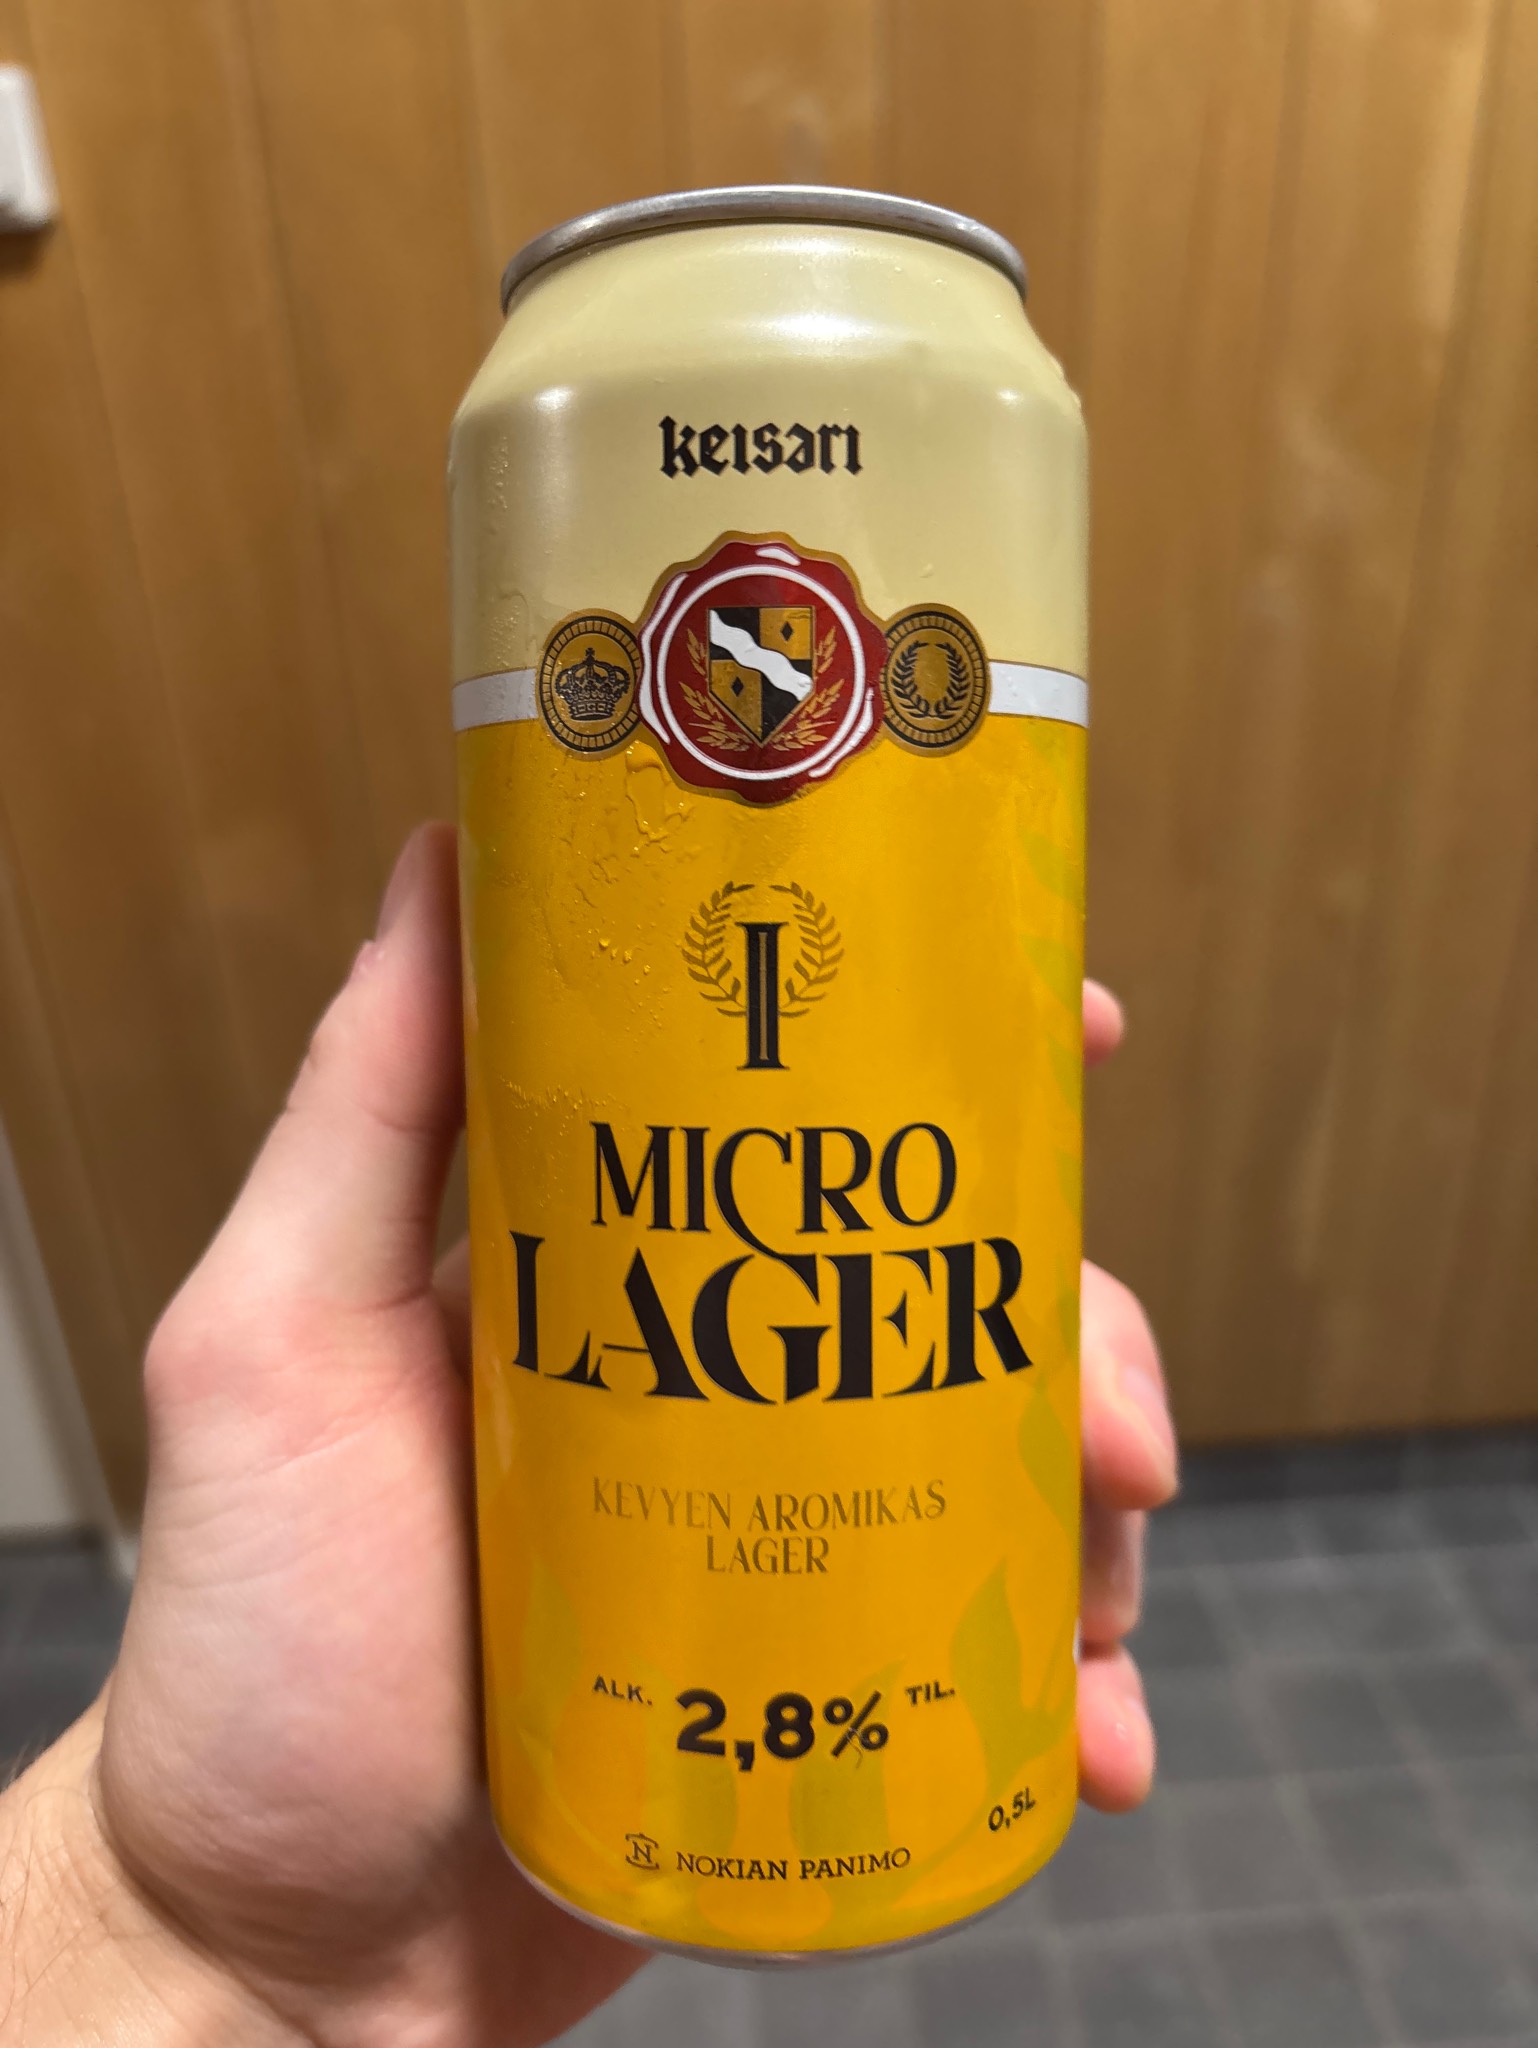 keisari
I
MICRO
LAGER
KEVYEN AROMIKAS
LAGER
ALK. 2,8% TIL.
0,5L
N NOKIAN PANIMO